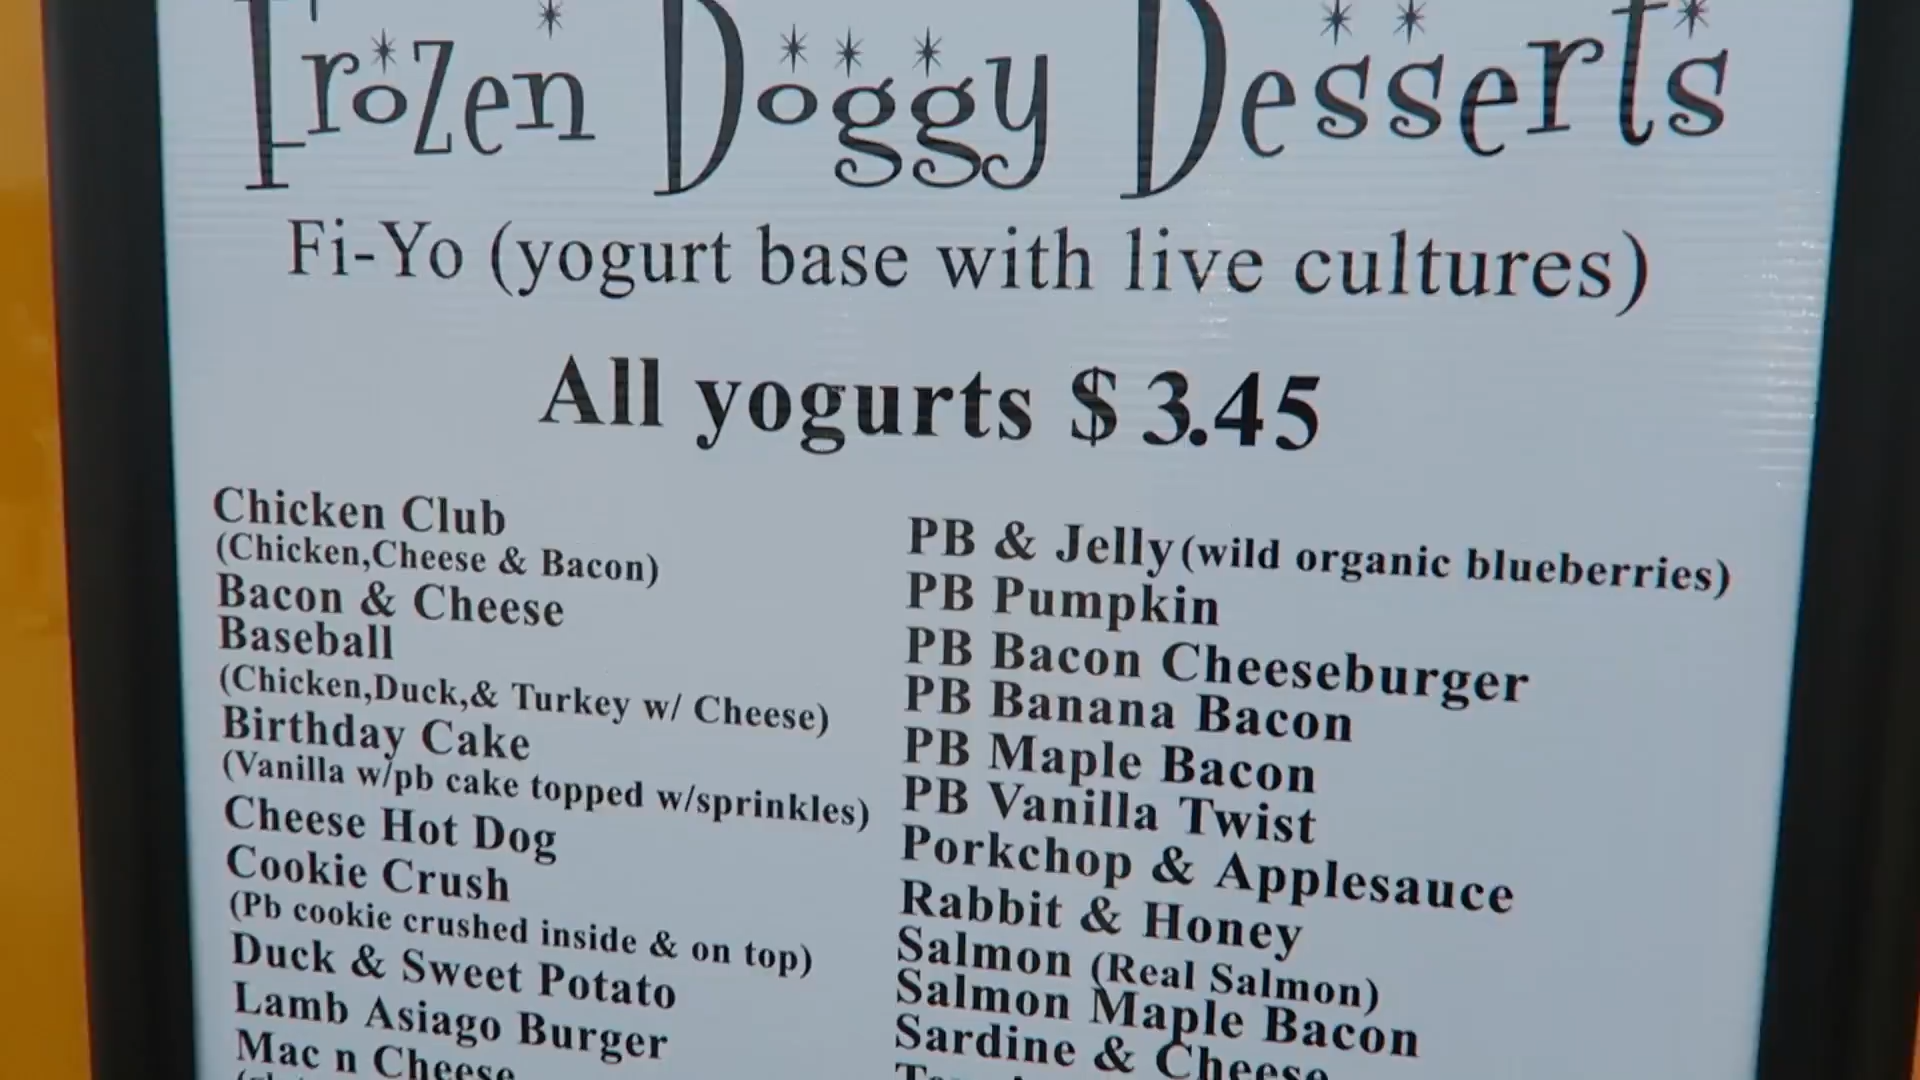 Frozen Doggy Desserts
Fi-Yo (yogurt base with live cultures)
All yogurts $ 3.45
Chicken Club
(Chicken,Cheese & Bacon)
Bacon & Cheese
Baseball
(Chicken,Duck,& Turkey w/ Cheese)
Birthday Cake
(Vanilla w/pb cake topped w/sprinkles)
Cheese Hot Dog
Cookie Crush
(Pb cookie crushed inside & on top)
Duck & Sweet Potato
Lamb Asiago Burger
Mac n Cheese
PB & Jelly(wild organic blueberries)
PB Pumpkin
PB Bacon Cheeseburger
PB Banana Bacon
PB Maple Bacon
PB Vanilla Twist
Porkchop & Applesauce
Rabbit & Honey
Salmon (Real Salmon)
Salmon Maple Bacon
Sardine & Cheese